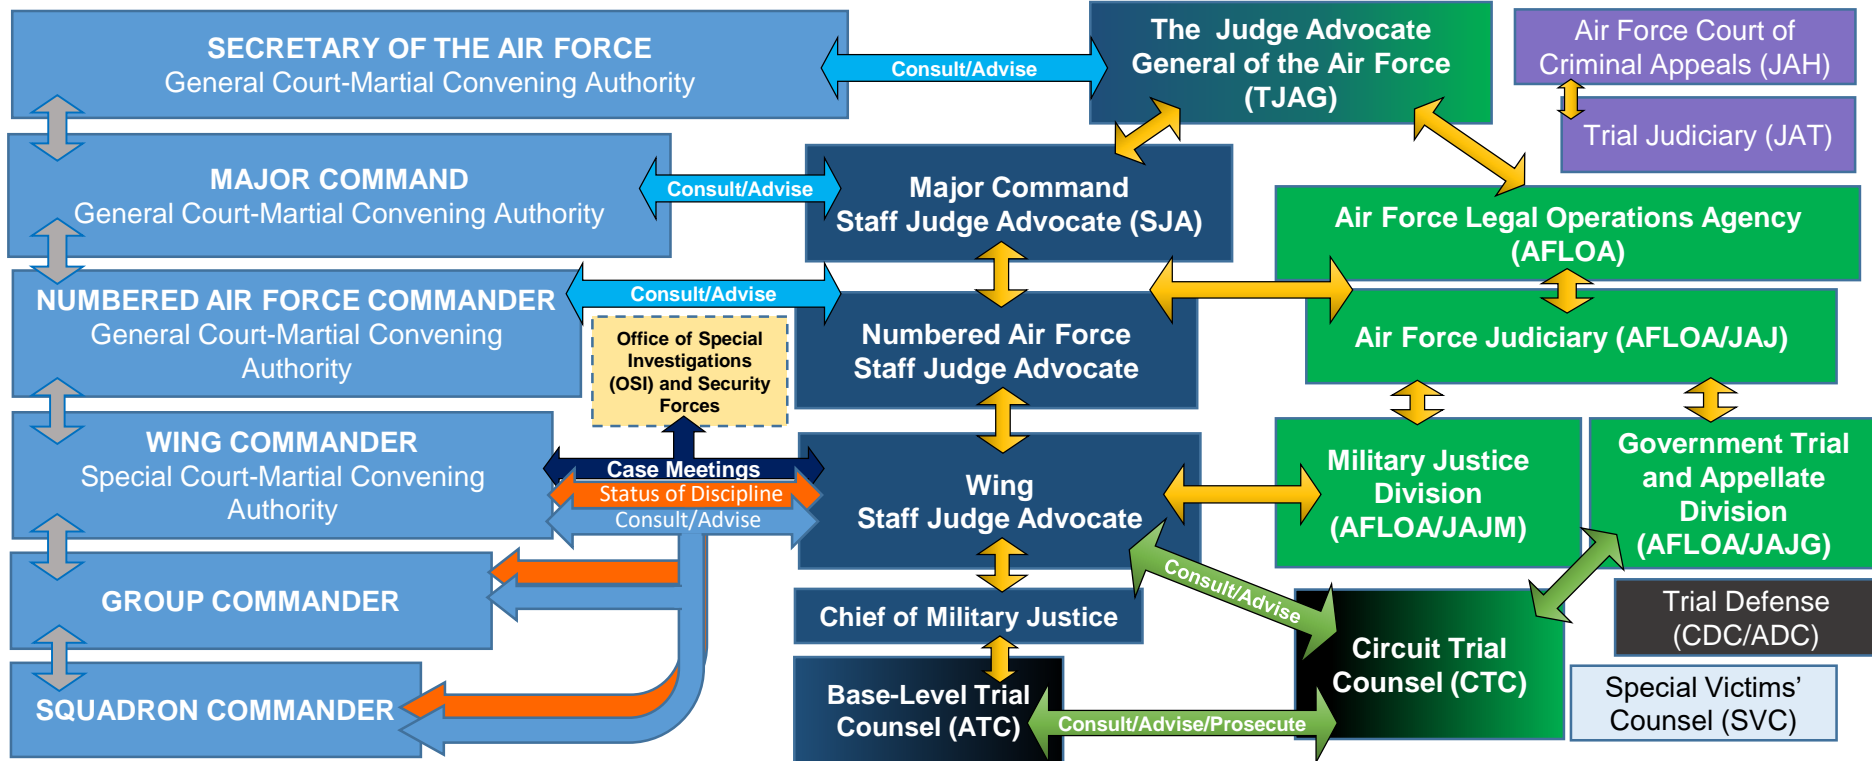 SECRETARY OF THE AIR FORCE
General Court-Martial Convening Authority
Consult/Advise
The Judge Advocate
General of the Air Force
(TJAG)
Air Force Court of
Criminal Appeals (JAH)
Trial Judiciary (JAT)
MAJOR COMMAND
General Court-Martial Convening Authority
Consult/Advise
Major Command
Staff Judge Advocate (SJA)
Air Force Legal Operations Agency
(AFLOA)
NUMBERED AIR FORCE COMMANDER
General Court-Martial Convening
Authority
Consult/Advise
Office of Special
Investigations
(OSI) and Security
Forces
Numbered Air Force
Staff Judge Advocate
Air Force Judiciary (AFLOA/JAJ)
WING COMMANDER
Special Court-Martial Convening
Authority
Case Meetings
Status of Discipline
Consult/Advise
Wing
Staff Judge Advocate
Military Justice
Division
(AFLOA/JAJM)
Government Trial
and Appellate
Division
(AFLOA/JAJG)
GROUP COMMANDER
Chief of Military Justice
Consult/Advise
Circuit Trial
Counsel (CTC)
Trial Defense
(CDC/ADC)
SQUADRON COMMANDER
Base-Level Trial
Counsel (ATC)
Consult/Advise/Prosecute
Special Victims'
Counsel (SVC)